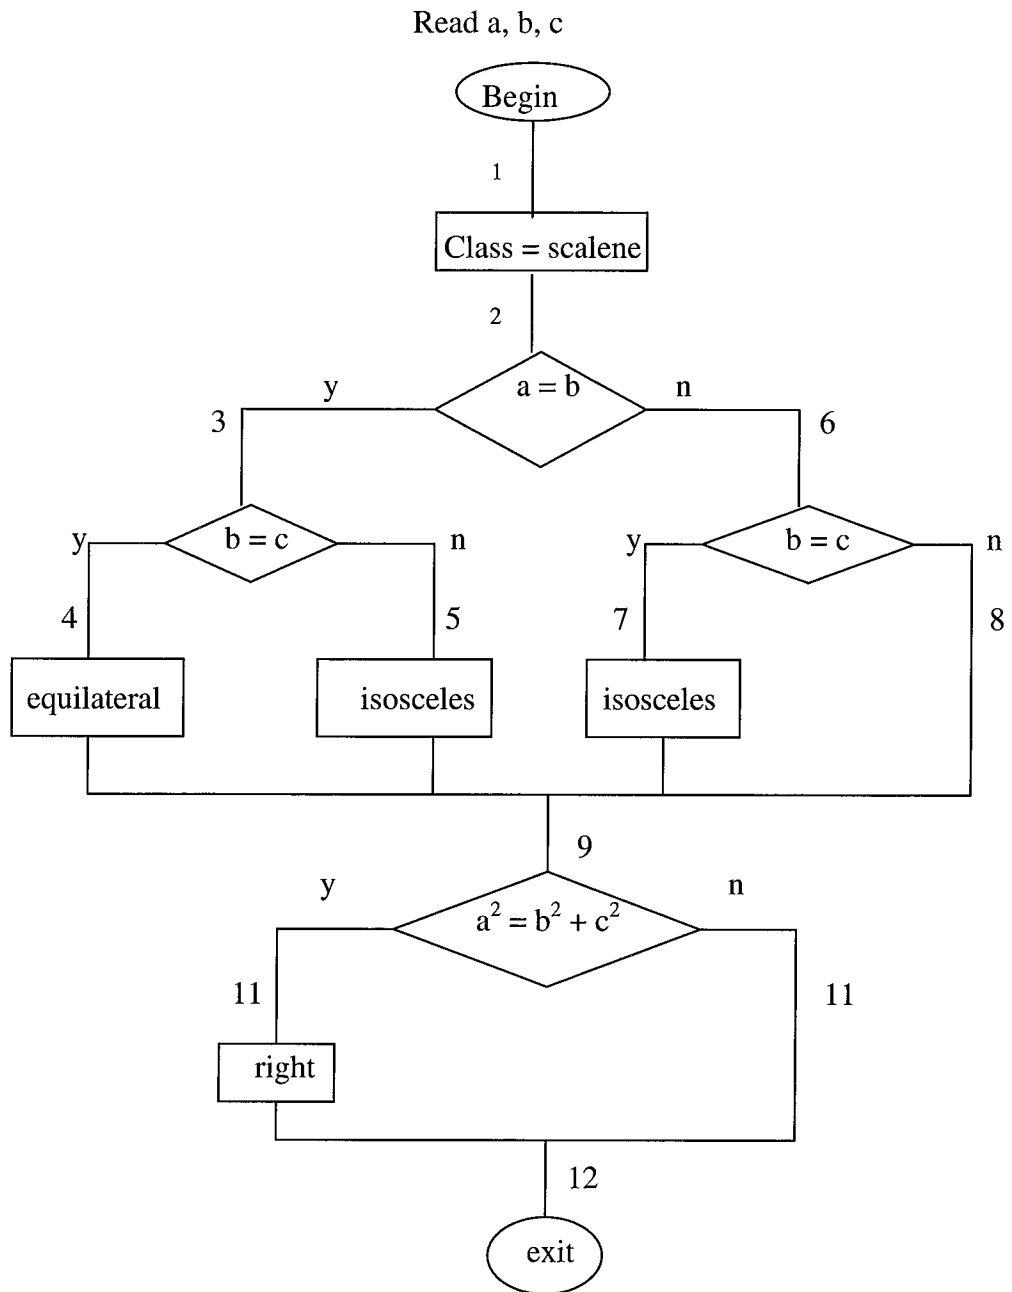 Read a, b, c
Begin
1
Class = scalene
2
y a = b n
3 6
y b = c n y b = c n
4 5 7 8
equilateral isosceles isosceles
9
y n
a² = b² + c²
11 11
right
12
exit